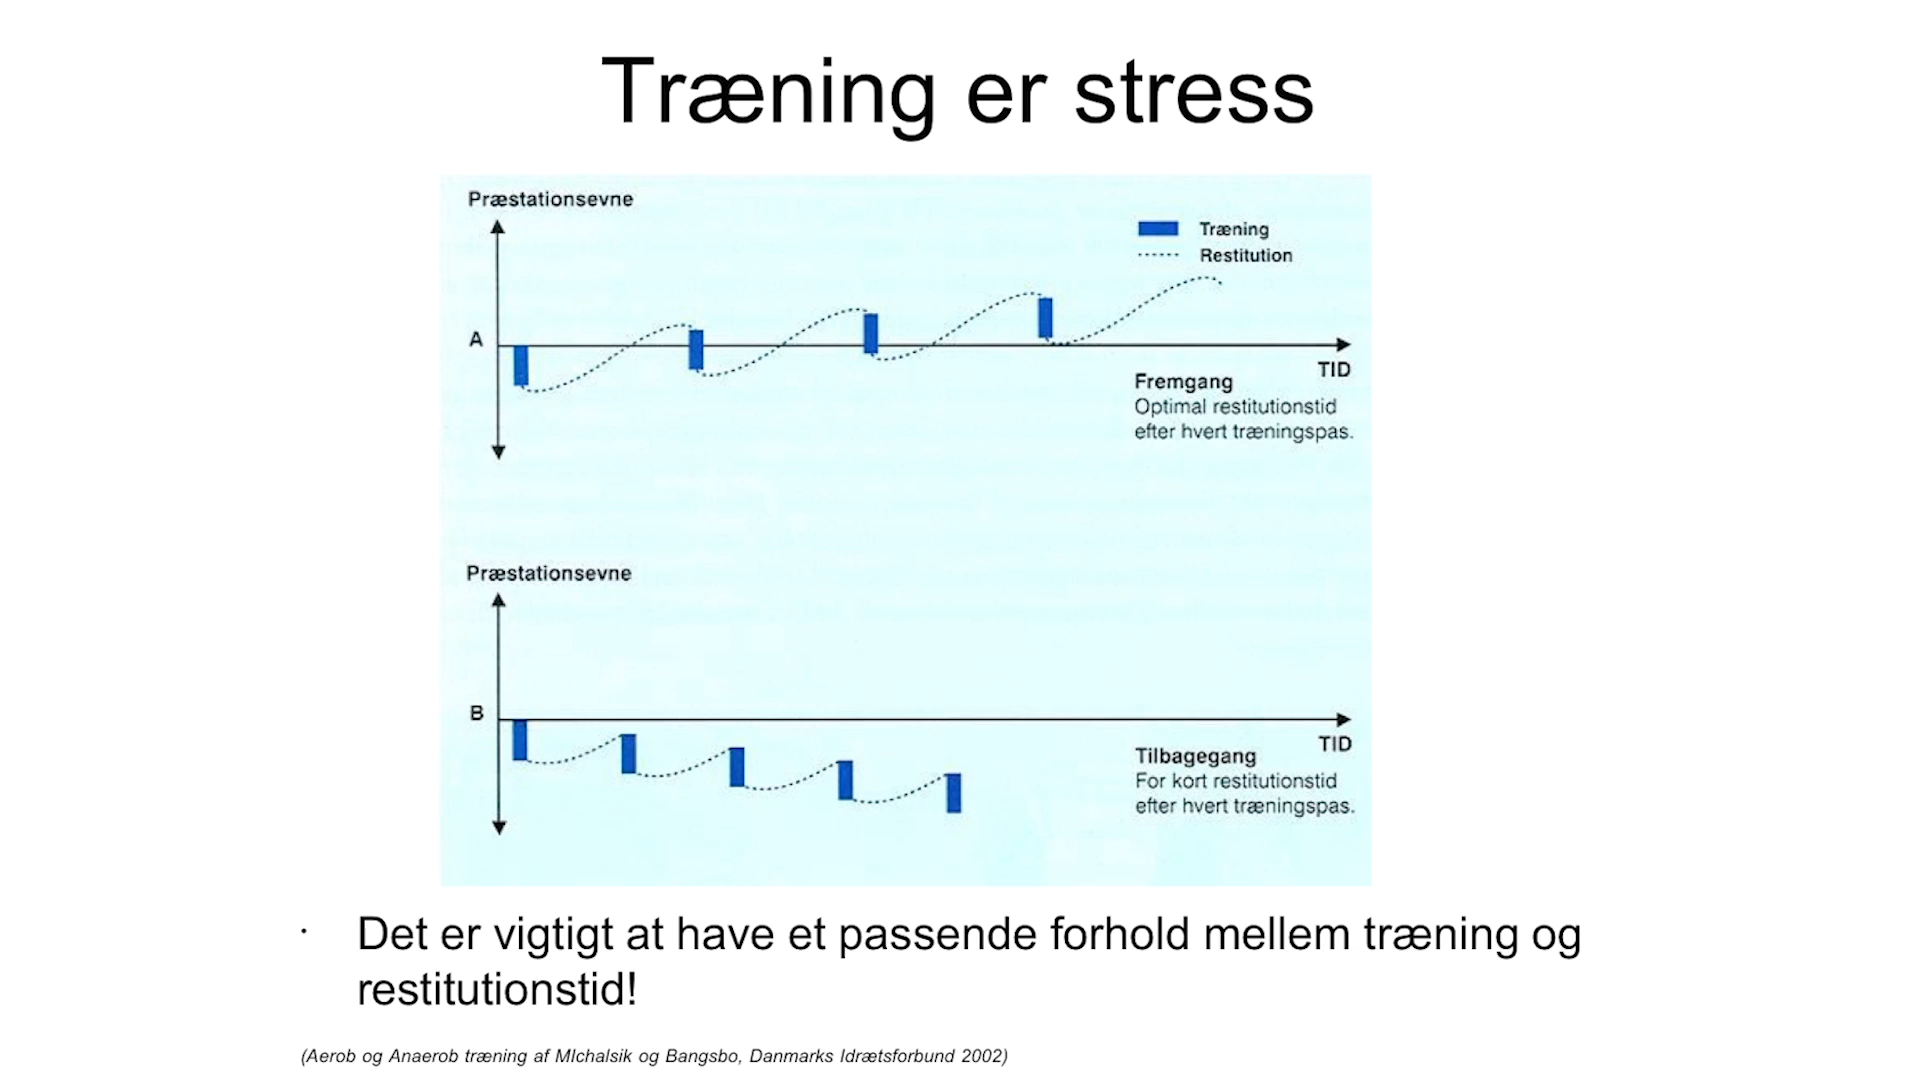 Træning er stress
Præstationsevne
Træning
Restitution
A
TID
Fremgang
Optimal restitutionstid
efter hvert træningspas.
Præstationsevne
B
TID
Tilbagegang
For kort restitutionstid
efter hvert træningspas.
· Det er vigtigt at have et passende forhold mellem træning og
restitutionstid!
(Aerob og Anaerob træning af MIchalsik og Bangsbo, Danmarks Idrætsforbund 2002)